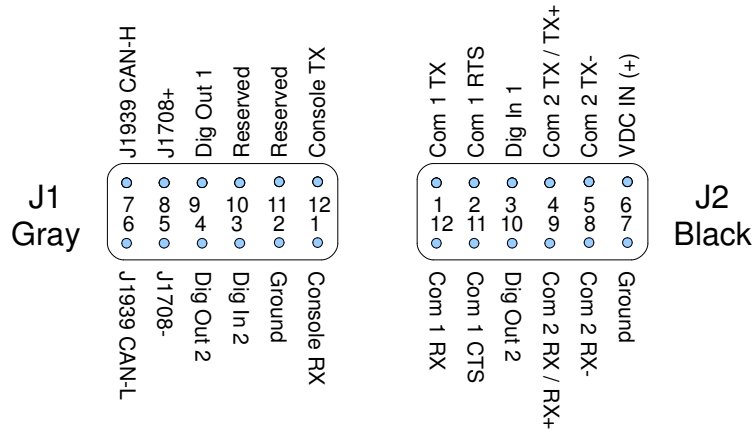 J1939 CAN-H
J1708+
Dig Out 1
Reserved
Reserved
Console TX
J1
Gray
7 8 9 10 11 12
6 5 4 3 2 1
J1939 CAN-L
J1708-
Dig Out 2
Dig In 2
Ground
Console RX
Com 1 TX
Com 1 RTS
Dig In 1
Com 2 TX / TX+
Com 2 TX-
VDC IN (+)
1 2 3 4 5 6
12 11 10 9 8 7
J2
Black
Com 1 RX
Com 1 CTS
Dig Out 2
Com 2 RX / RX+
Com 2 RX-
Ground